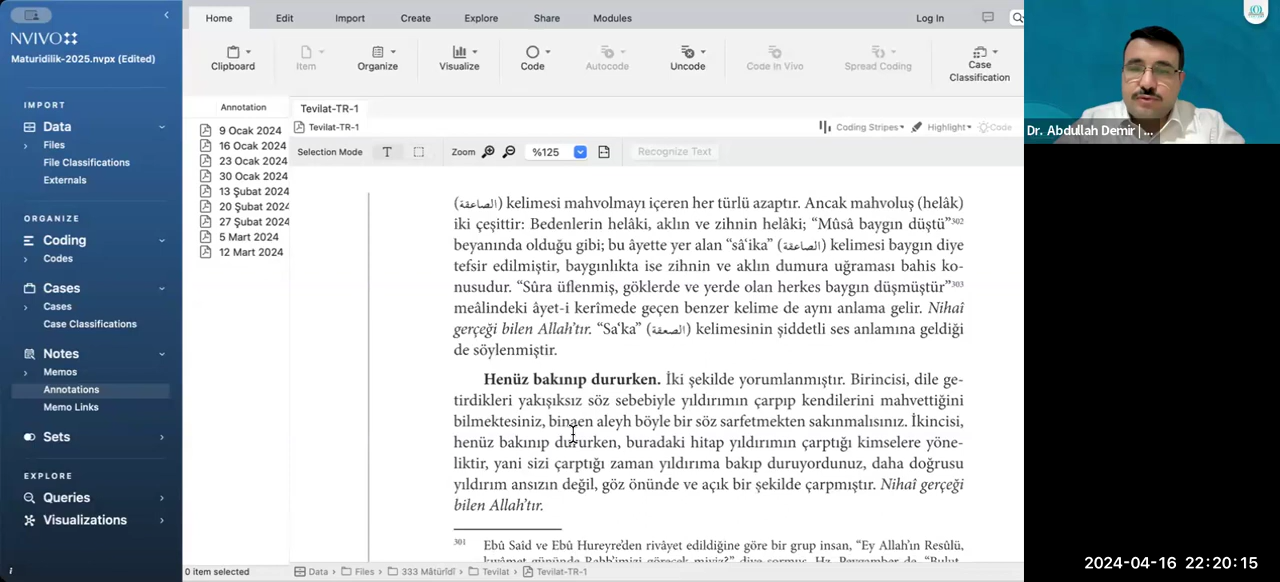 NVIVO
Maturidilik-2025.nvpx (Edited)
IMPORT
Data
Files
File Classifications
Externals
ORGANIZE
Coding
Codes
Cases
Cases
Case Classifications
Notes
Memos
Annotations
Memo Links
Sets
EXPLORE
Queries
Visualizations
Home Edit Import Create Explore Share Modules Log In
Clipboard Item Organize Visualize Code Autocode Uncode Code In Vivo Spread Coding Case Classification
Annotation
9 Ocak 2024
16 Ocak 2024
23 Ocak 2024
30 Ocak 2024
13 Şubat 2024
20 Şubat 2024
27 Şubat 2024
5 Mart 2024
12 Mart 2024
0 item selected
Tevilat-TR-1
Tevilat-TR-1 Coding Stripes Highlight Code
Selection Mode T Zoom %125 Recognize Text
(الصاعقة) kelimesi mahvolmayı içeren her türlü azaptır. Ancak mahvoluş (helâk)
iki çeşittir: Bedenlerin helâki, aklın ve zihnin helâki; “Mûsâ baygın düştü”302
beyanında olduğu gibi; bu âyette yer alan “sâ‘ika” (الصاعقة) kelimesi baygın diye
tefsir edilmiştir, baygınlıkta ise zihnin ve aklın dumura uğraması bahis ko-
nusudur. “Sûra üflenmiş, göklerde ve yerde olan herkes baygın düşmüştür”303
meâlindeki âyet-i kerîmede geçen benzer kelime de aynı anlama gelir. Nihaî
gerçeği bilen Allah’tır. “Sa‘ka” (الصعقة) kelimesinin şiddetli ses anlamına geldiği
de söylenmiştir.
Henüz bakınıp dururken. İki şekilde yorumlanmıştır. Birincisi, dile ge-
tirdikleri yakışıksız söz sebebiyle yıldırımın çarpıp kendilerini mahvettiğini
bilmektesiniz, binaen aleyh böyle bir söz sarfetmekten sakınmalısınız. İkincisi,
henüz bakınıp dururken, buradaki hitap yıldırımın çarptığı kimselere yöne-
liktir, yani sizi çarptığı zaman yıldırıma bakıp duruyordunuz, daha doğrusu
yıldırım ansızın değil, göz önünde ve açık bir şekilde çarpmıştır. Nihaî gerçeği
bilen Allah’tır.
301 Ebû Saîd ve Ebû Hureyre’den rivâyet edildiğine göre bir grup insan, “Ey Allah’ın Resûlü,
kıyamet gününde Rabb’imizi görecek miyiz?” diye sormuş, Hz. Peygamber de, “Bulut
Data Files 333 Mâtürîdî Tevilat Tevilat-TR-1
Dr. Abdullah Demir | ...
2024-04-16 22:20:15